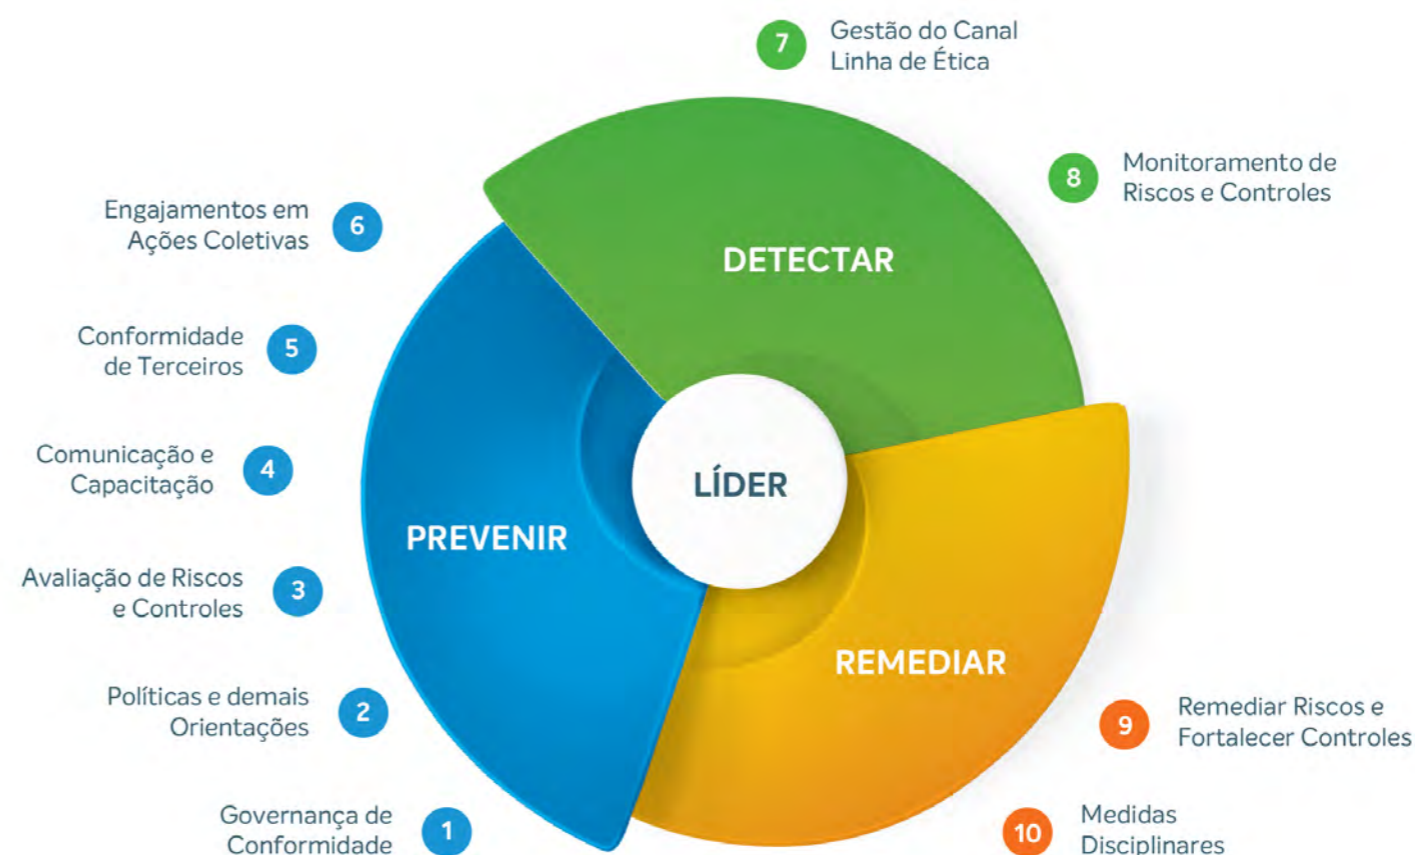 7
Gestão do Canal
Linha de Ética
8
Monitoramento de
Riscos e Controles
6
Engajamentos em
Ações Coletivas
5
Conformidade
de Terceiros
4
Comunicação e
Capacitação
3
Avaliação de Riscos
e Controles
2
Políticas e demais
Orientações
1
Governança de
Conformidade
DETECTAR
LÍDER
PREVENIR
REMEDIAR
9
Remediar Riscos e
Fortalecer Controles
10
Medidas
Disciplinares